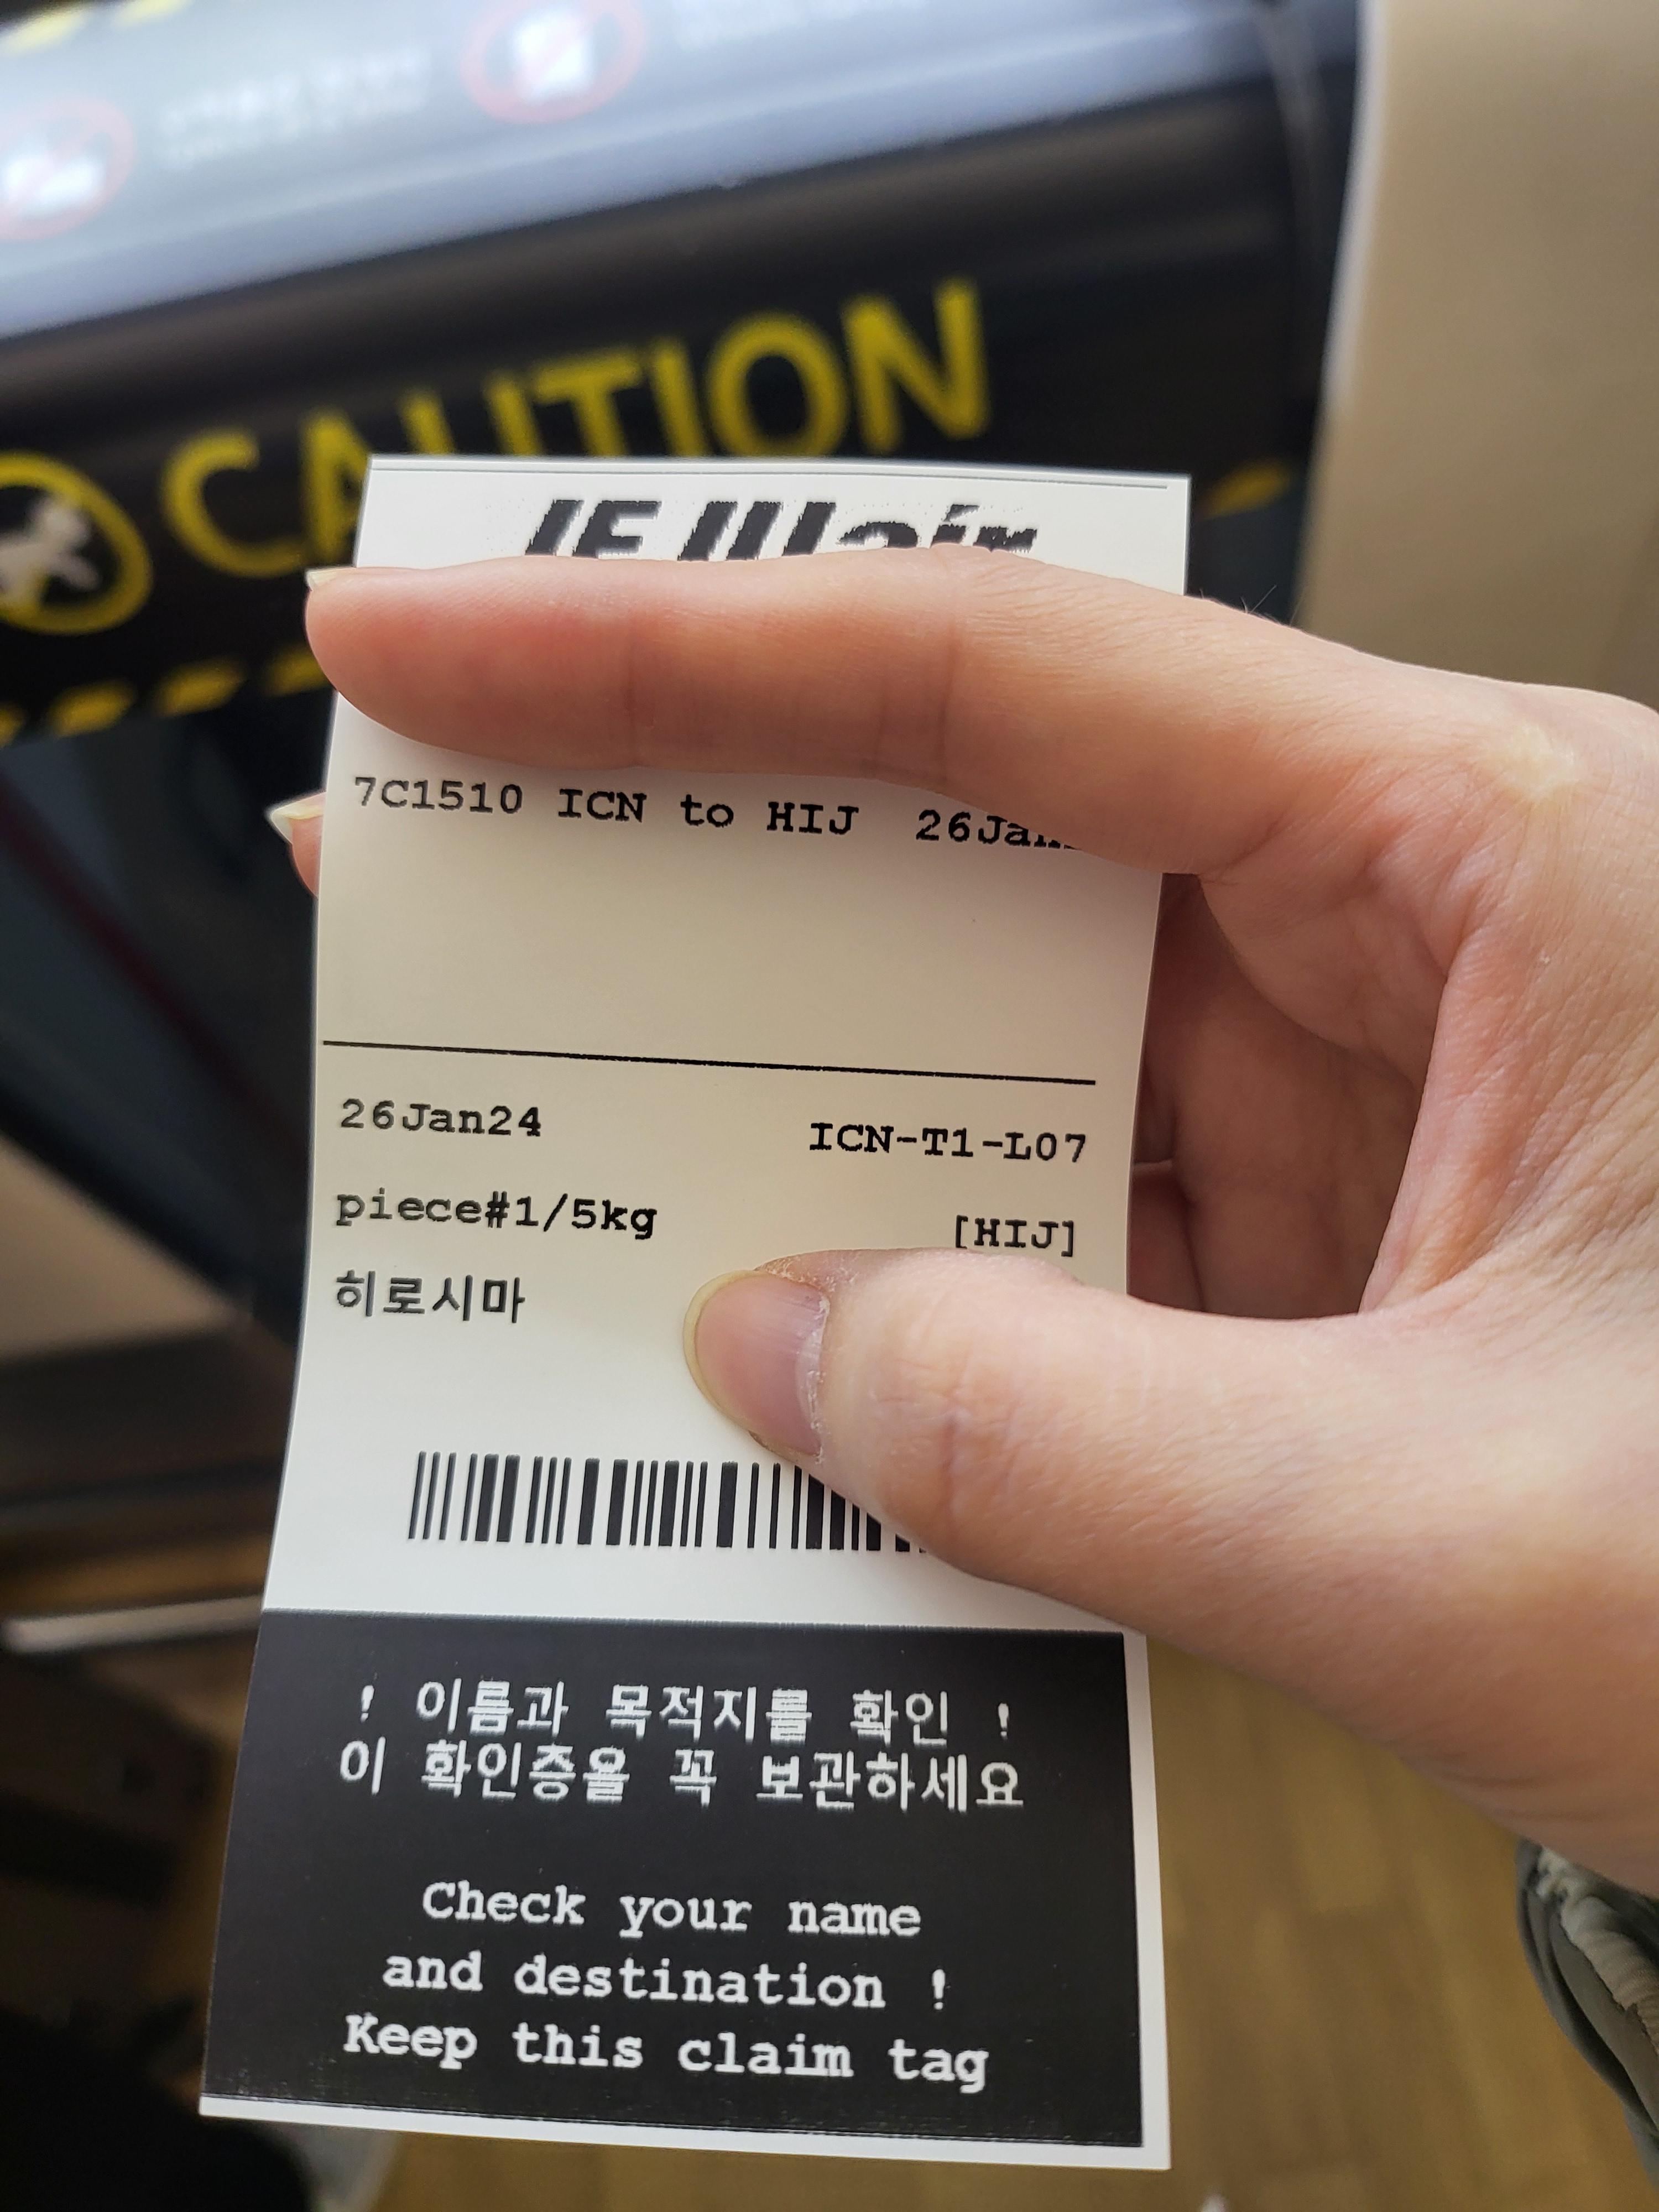 CAUTION
JEJUair
7C1510 ICN to HIJ 26Jan
26Jan24 ICN-T1-L07
piece#1/5kg [HIJ]
히로시마
! 이름과 목적지를 확인 !
이 확인증을 꼭 보관하세요
Check your name
and destination !
Keep this claim tag